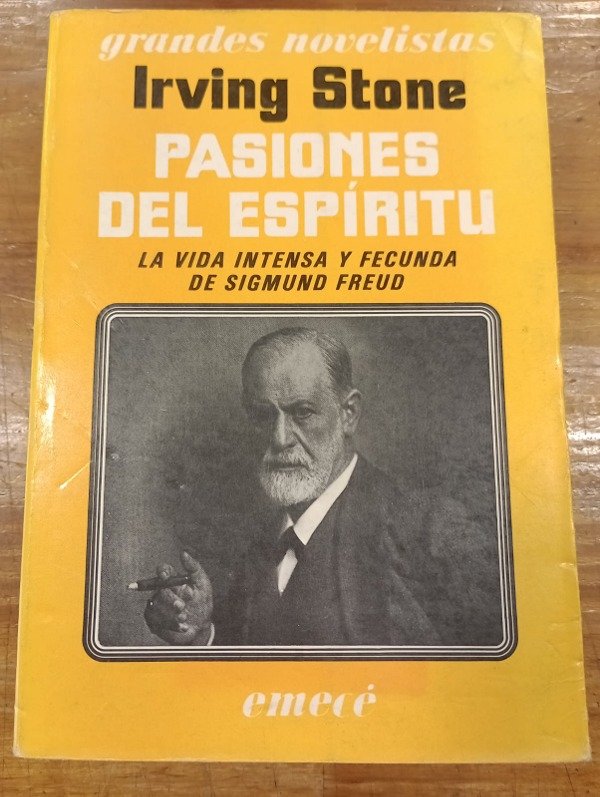 grandes novelistas
Irving Stone
PASIONES
DEL ESPÍRITU
LA VIDA INTENSA Y FECUNDA
DE SIGMUND FREUD
emecé